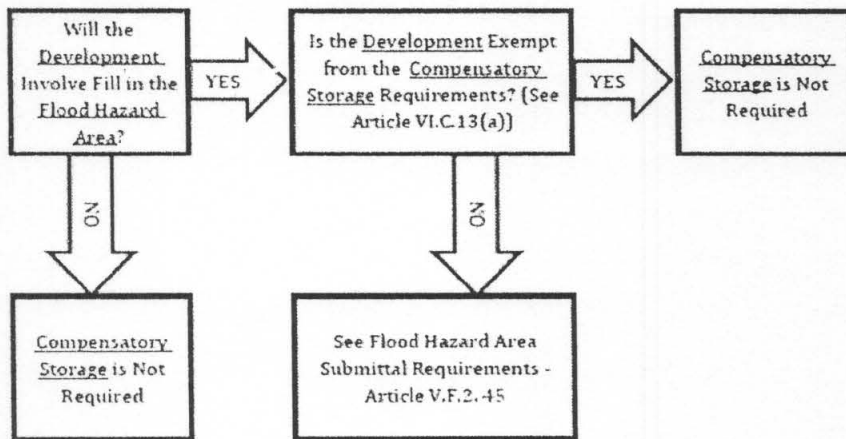 Will the
Development
Involve Fill in the
Flood Hazard
Area?
YES
Is the Development Exempt
from the Compensatory
Storage Requirements? (See
Article VI.C.13(a))
YES
Compensatory
Storage is Not
Required
NO
NO
Compensatory
Storage is Not
Required
See Flood Hazard Area
Submittal Requirements -
Article V.F.2.45